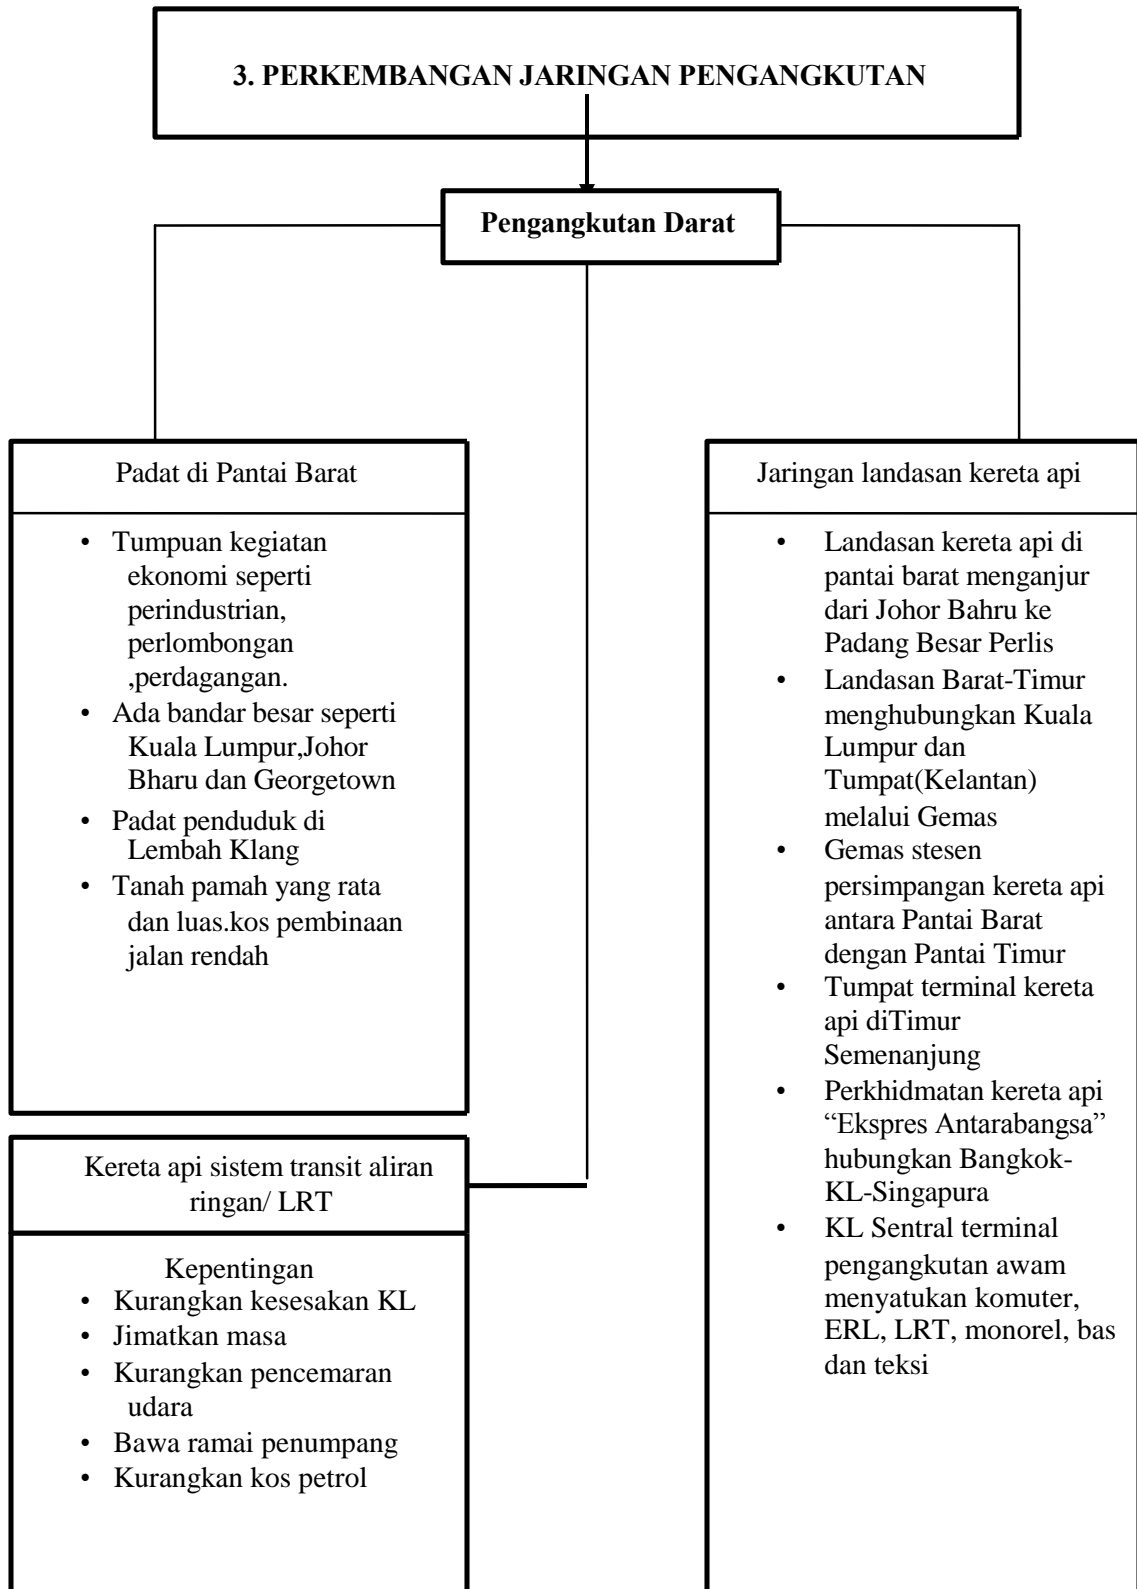 3. PERKEMBANGAN JARINGAN PENGANGKUTAN
Pengangkutan Darat
Padat di Pantai Barat
• Tumpuan kegiatan
ekonomi seperti
perindustrian,
perlombongan
,perdagangan.
• Ada bandar besar seperti
Kuala Lumpur,Johor
Bharu dan Georgetown
• Padat penduduk di
Lembah Klang
• Tanah pamah yang rata
dan luas.kos pembinaan
jalan rendah
Kereta api sistem transit aliran
ringan/ LRT
Kepentingan
• Kurangkan kesesakan KL
• Jimatkan masa
• Kurangkan pencemaran
udara
• Bawa ramai penumpang
• Kurangkan kos petrol
Jaringan landasan kereta api
• Landasan kereta api di
pantai barat menganjur
dari Johor Bahru ke
Padang Besar Perlis
• Landasan Barat-Timur
menghubungkan Kuala
Lumpur dan
Tumpat(Kelantan)
melalui Gemas
• Gemas stesen
persimpangan kereta api
antara Pantai Barat
dengan Pantai Timur
• Tumpat terminal kereta
api diTimur
Semenanjung
• Perkhidmatan kereta api
“Ekspres Antarabangsa”
hubungkan Bangkok-
KL-Singapura
• KL Sentral terminal
pengangkutan awam
menyatukan komuter,
ERL, LRT, monorel, bas
dan teksi